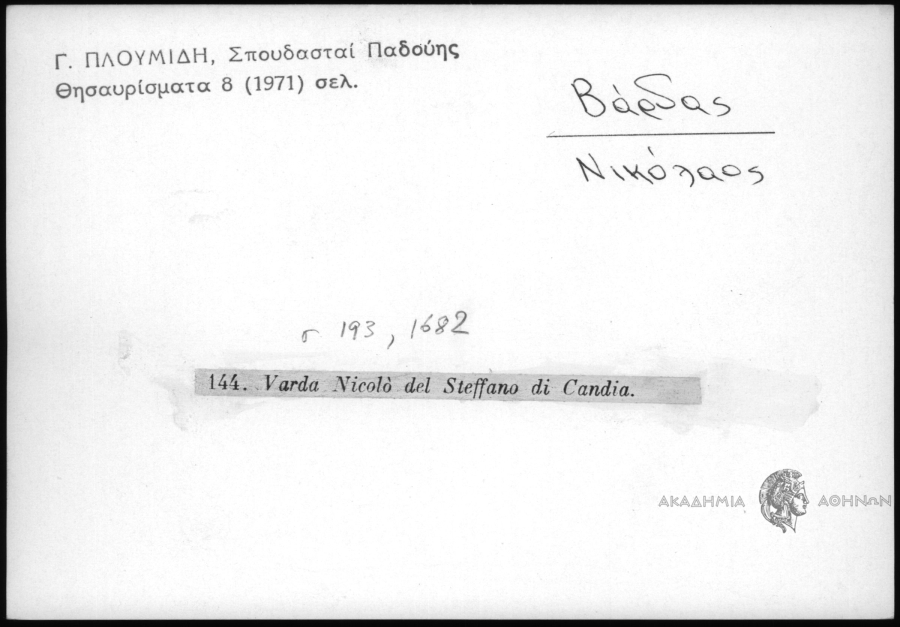 Γ. ΠΛΟΥΜΙΔΗ, Σπουδασταί Παδούης
Θησαυρίσματα 8 (1971) σελ.
Βάρδας
Νικόλαος
σ 193, 1682
144. Varda Nicolò del Steffano di Candia.
ΑΚΑΔΗΜΙΑ ΑΘΗΝΩΝ